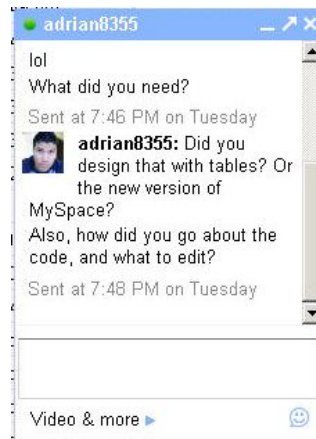 adrian8355
lol
What did you need?
Sent at 7:46 PM on Tuesday
adrian8355: Did you
design that with tables? Or
the new version of
MySpace?
Also, how did you go about the
code, and what to edit?
Sent at 7:48 PM on Tuesday
Video & more